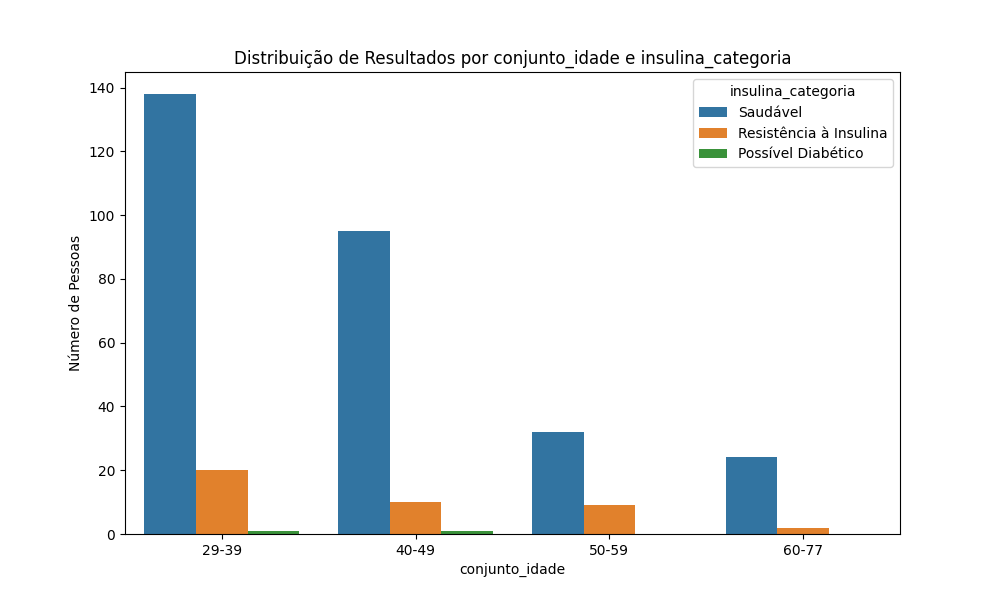 Distribuição de Resultados por conjunto_idade e insulina_categoria
insulina_categoria
Saudável
Resistência à Insulina
Possível Diabético
140
120
100
80
60
40
20
0
Número de Pessoas
29-39
40-49
50-59
60-77
conjunto_idade